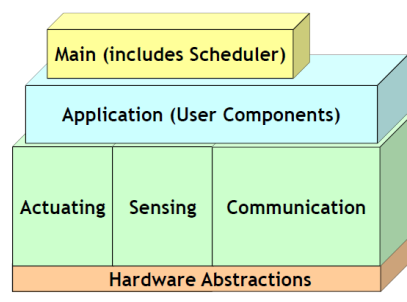 Main (includes Scheduler)
Application (User Components)
Actuating
Sensing
Communication
Hardware Abstractions